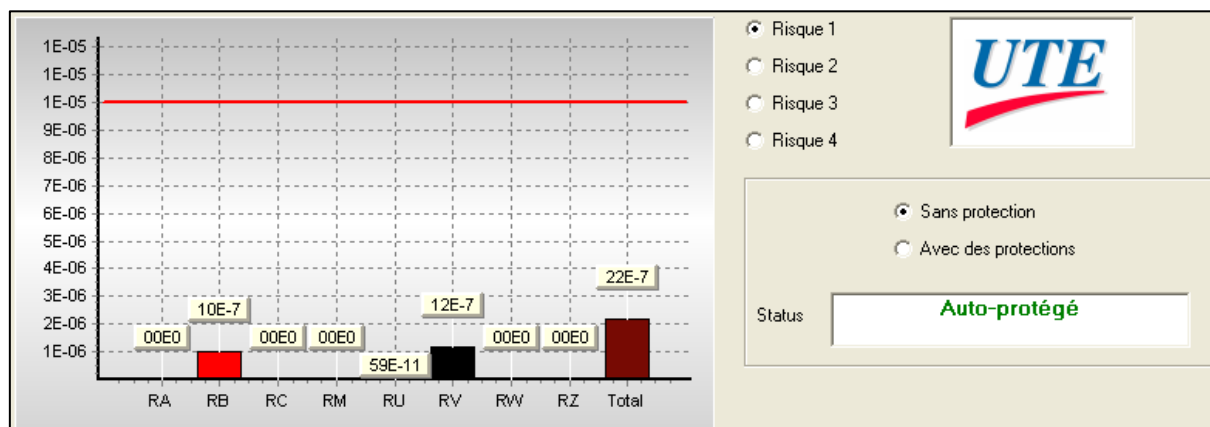 1E-05
1E-05
1E-05
9E-06
8E-06
7E-06
6E-06
5E-06
4E-06
3E-06
2E-06
1E-06
00E0
10E-7
00E0
00E0
59E-11
12E-7
00E0
00E0
22E-7
RA RB RC RM RU RV RW RZ Total
Risque 1
Risque 2
Risque 3
Risque 4
UTE
Sans protection
Avec des protections
Status Auto-protégé